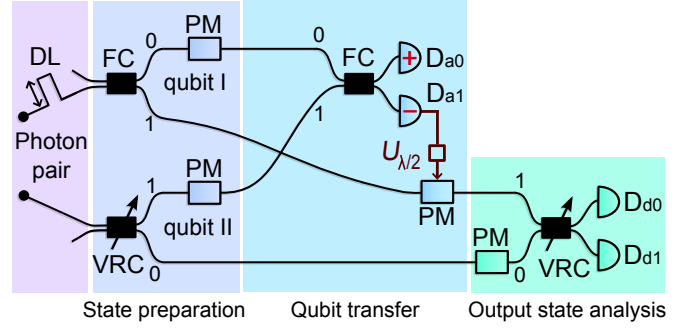 DL
Photon
pair
FC
0
PM
qubit I
1
0
FC
1
+
Da0
−
Da1
Uλ/2
PM
1
PM
qubit II
0
VRC
PM
1
0
VRC
Dd0
Dd1
State preparation
Qubit transfer
Output state analysis